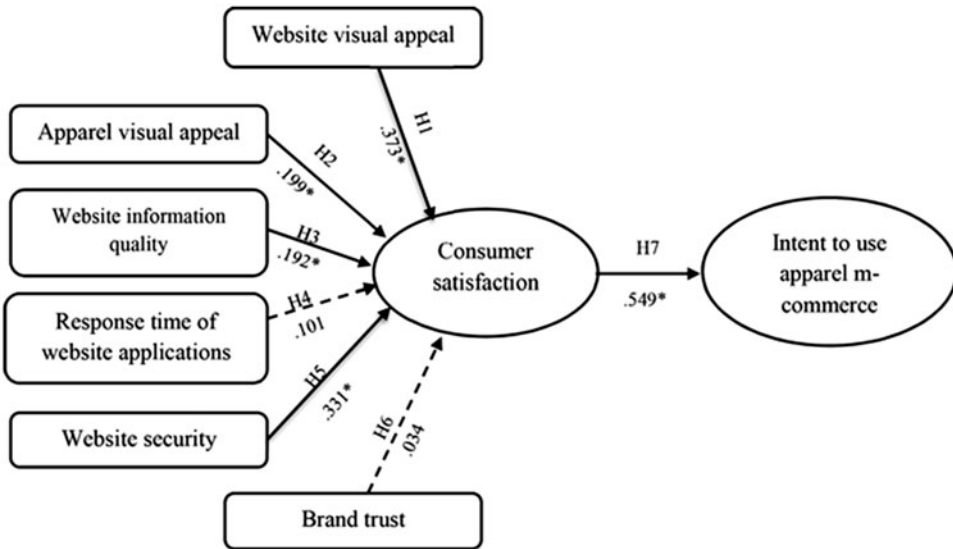 Website visual appeal
H1
.373*
Apparel visual appeal
H2
.199*
Website information
quality
H3
.192*
Response time of
website applications
H4
.101
Website security
H5
.331*
Brand trust
H6
.034
Consumer
satisfaction
H7
.549*
Intent to use
apparel m-
commerce